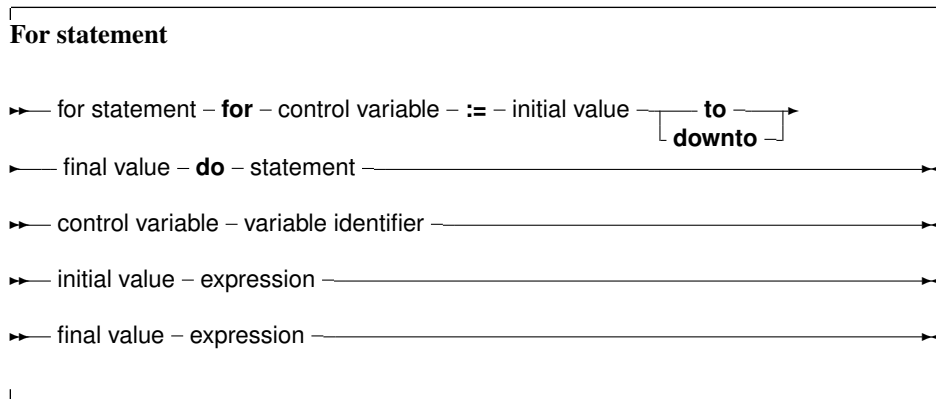 For statement
for statement – for – control variable – := – initial value – to –
downto –
final value – do – statement –
control variable – variable identifier –
initial value – expression –
final value – expression –